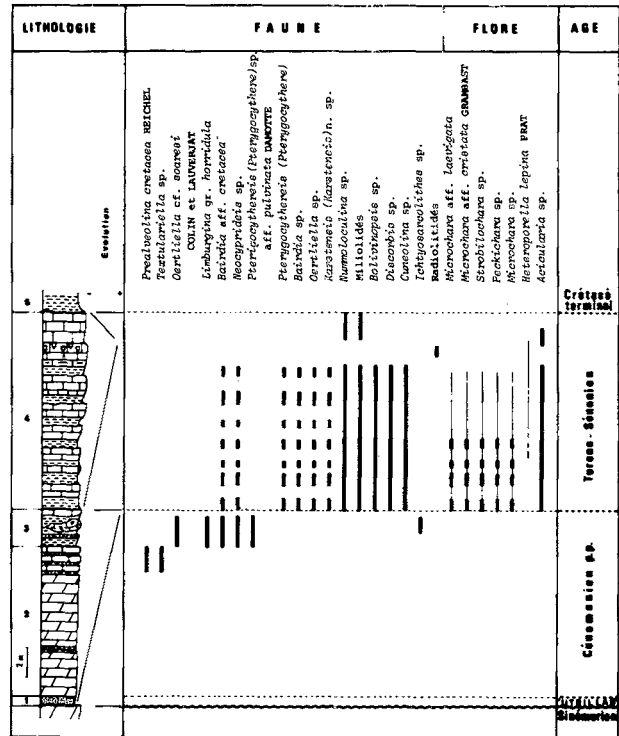 LITHOLOGIE
FAUNE
FLORE
AGE
Evolution
Prealveolina cretacea REICHEL
Textulariella sp.
Oertliella cf. soaresi
COLIN et LAUVERJAT
Limburgina gr. horridula
Bairdia aff. cretacea
Neocyprideis sp.
Pterigocythereis (Pterygocythere) sp.
aff. pulvinata DAMOTTE
Pterygocythereis (Pterygocythere)
Bairdia sp.
Oertliella sp.
Karsteneis (Karsteneis) n. sp.
Nummoloculina sp.
Milliolidés
Bolivinopsis sp.
Discorbis sp.
Cuneolina sp.
Ichtyosarcolithes sp.
Radiolitidés
Microchara aff. laevigata
Microchara aff. cristata GRAMBAST
Strobilochara sp.
Peckichara sp.
Microchara sp.
Heteroporella lepina PRAT
Acicularia sp.
5
Crétacé
terminal
4
Turono - Sénonien
3
2
Cénomanien p.p.
2 m
1
UTRILLAS
Sinémurien